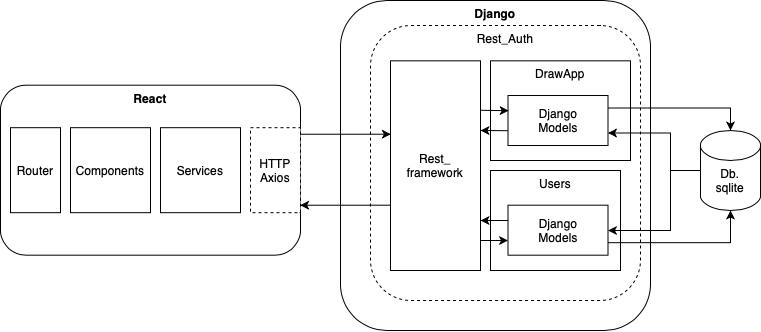 Django
Rest_Auth
React
Router
Components
Services
HTTP
Axios
Rest_
framework
DrawApp
Django
Models
Users
Django
Models
Db.
sqlite